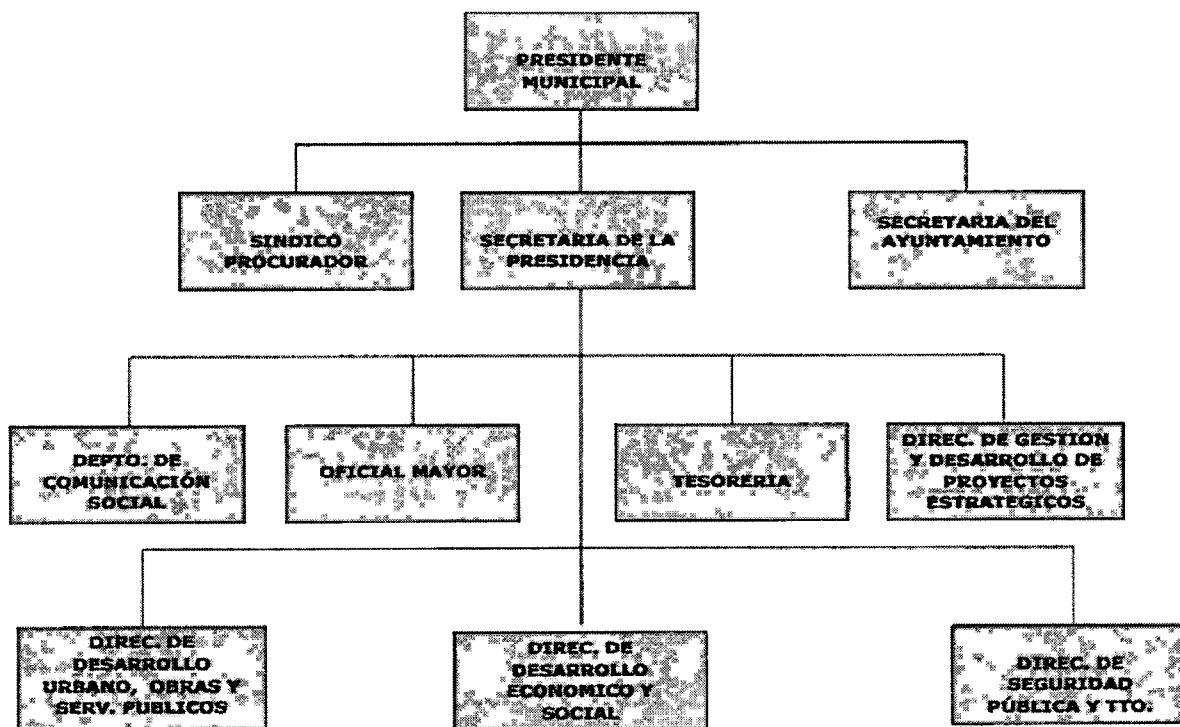 PRESIDENTE
MUNICIPAL
SINDICO
PROCURADOR
SECRETARIA DE LA
PRESIDENCIA
SECRETARIA DEL
AYUNTAMIENTO
DEPTO. DE
COMUNICACIÓN
SOCIAL
OFICIAL MAYOR
TESORERÍA
DIREC. DE GESTION
Y DESARROLLO DE
PROYECTOS
ESTRATEGICOS
DIREC. DE
DESARROLLO
URBANO, OBRAS Y
SERV. PUBLICOS
DIREC. DE
DESARROLLO
ECONOMICO Y
SOCIAL
DIREC. DE
SEGURIDAD
PÚBLICA Y TTO.